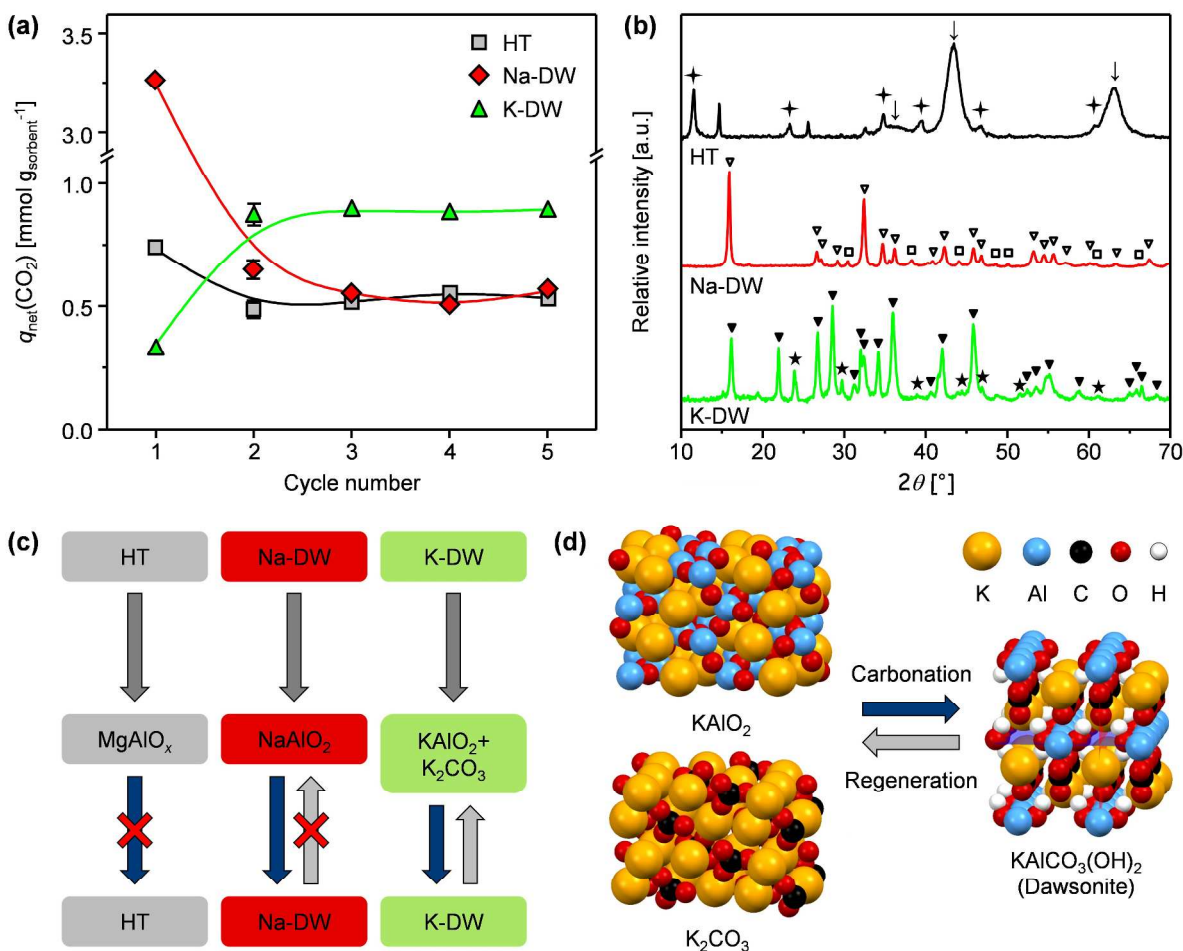 (a)
3.5
3.0
1.0
0.5
0.0
q_net(CO₂) [mmol g_sorbent⁻¹]
HT
Na-DW
K-DW
1 2 3 4 5
Cycle number
(b)
Relative intensity [a.u.]
HT
Na-DW
K-DW
10 20 30 40 50 60 70
2θ [°]
(c)
HT Na-DW K-DW
MgAlOₓ NaAlO₂ KAlO₂+
K₂CO₃
HT Na-DW K-DW
(d)
K Al C O H
KAlO₂
Carbonation
Regeneration
K₂CO₃
KAlCO₃(OH)₂
(Dawsonite)